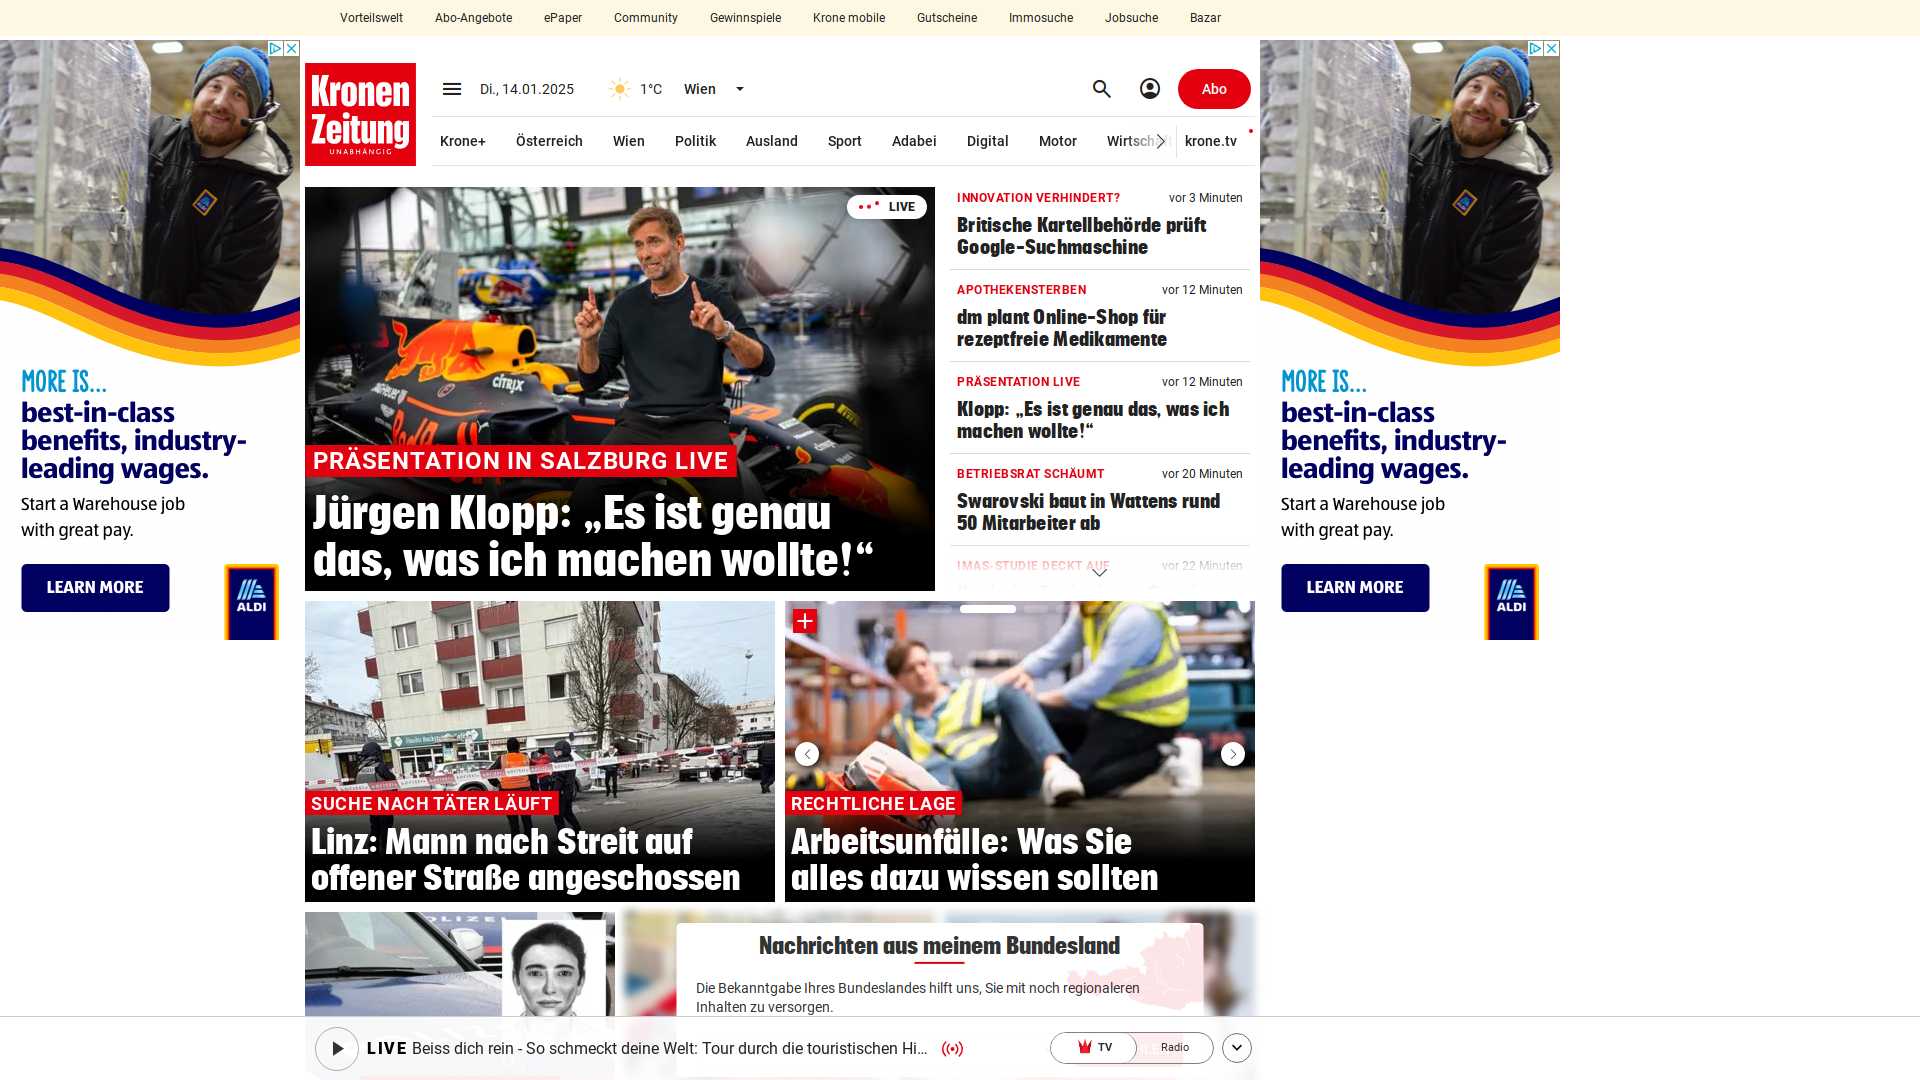 Vorteilswelt
Abo-Angebote
ePaper
Community
Gewinnspiele
Krone mobile
Gutscheine
Immosuche
Jobsuche
Bazar
Kronen
Zeitung
UNABHÄNGIG
Di., 14.01.2025
1°C
Wien
Abo
Krone+
Österreich
Wien
Politik
Ausland
Sport
Adabei
Digital
Motor
krone.tv
LIVE
PRÄSENTATION IN SALZBURG LIVE
Jürgen Klopp: „Es ist genau
das, was ich machen wollte!“
INNOVATION VERHINDERT?
vor 3 Minuten
Britische Kartellbehörde prüft
Google-Suchmaschine
APOTHEKENSTERBEN
vor 12 Minuten
dm plant Online-Shop für
rezeptfreie Medikamente
PRÄSENTATION LIVE
vor 12 Minuten
Klopp: „Es ist genau das, was ich
machen wollte!“
BETRIEBSRAT SCHÄUMT
vor 20 Minuten
Swarovski baut in Wattens rund
50 Mitarbeiter ab
IMAS-STUDIE DECKT AUF
vor 22 Minuten
SUCHE NACH TÄTER LÄUFT
Linz: Mann nach Streit auf
offener Straße angeschossen
RECHTLICHE LAGE
Arbeitsunfälle: Was Sie
alles dazu wissen sollten
Nachrichten aus meinem Bundesland
Die Bekanntgabe Ihres Bundeslandes hilft uns, Sie mit noch regionaleren
Inhalten zu versorgen.
LIVE Beiss dich rein - So schmeckt deine Welt: Tour durch die touristischen Hi...
TV
Radio
MORE IS...
best-in-class
benefits, industry-
leading wages.
Start a Warehouse job
with great pay.
LEARN MORE
ALDI
MORE IS...
best-in-class
benefits, industry-
leading wages.
Start a Warehouse job
with great pay.
LEARN MORE
ALDI
CITRIX